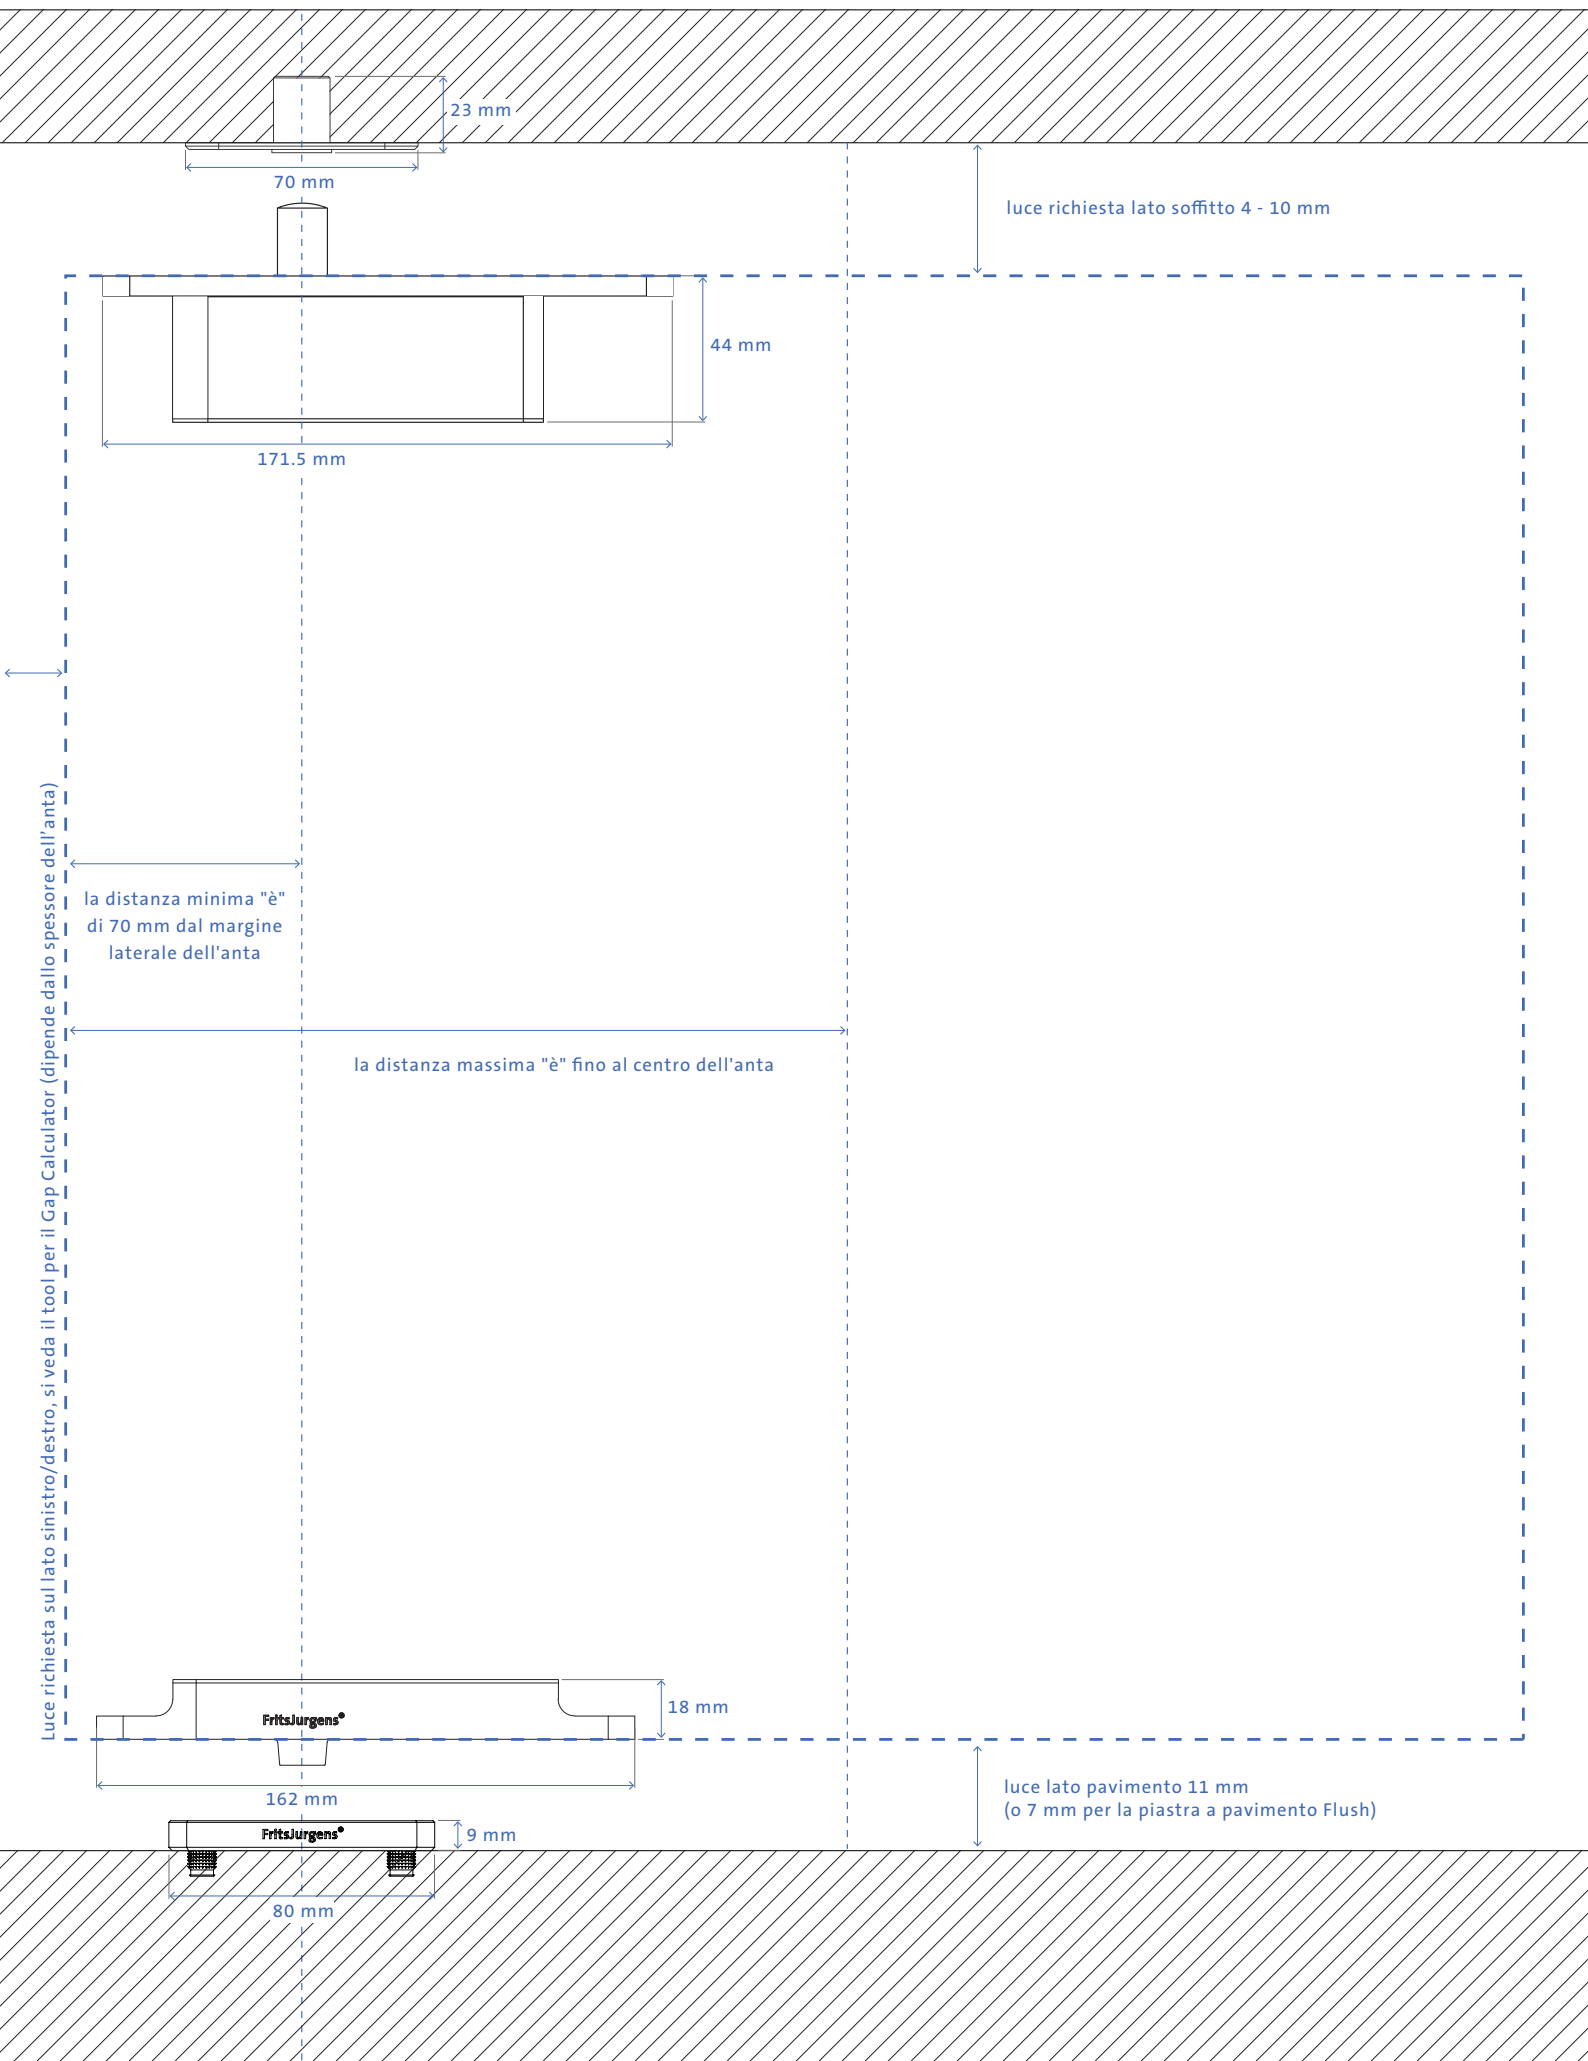 23 mm
70 mm
luce richiesta lato soffitto 4 - 10 mm
44 mm
171.5 mm
Luce richiesta sul lato sinistro/destro, si veda il tool per il Gap Calculator (dipende dallo spessore dell'anta)
la distanza minima "è"
di 70 mm dal margine
laterale dell'anta
la distanza massima "è" fino al centro dell'anta
18 mm
FritsJurgens®
162 mm
luce lato pavimento 11 mm
(o 7 mm per la piastra a pavimento Flush)
FritsJurgens®
9 mm
80 mm